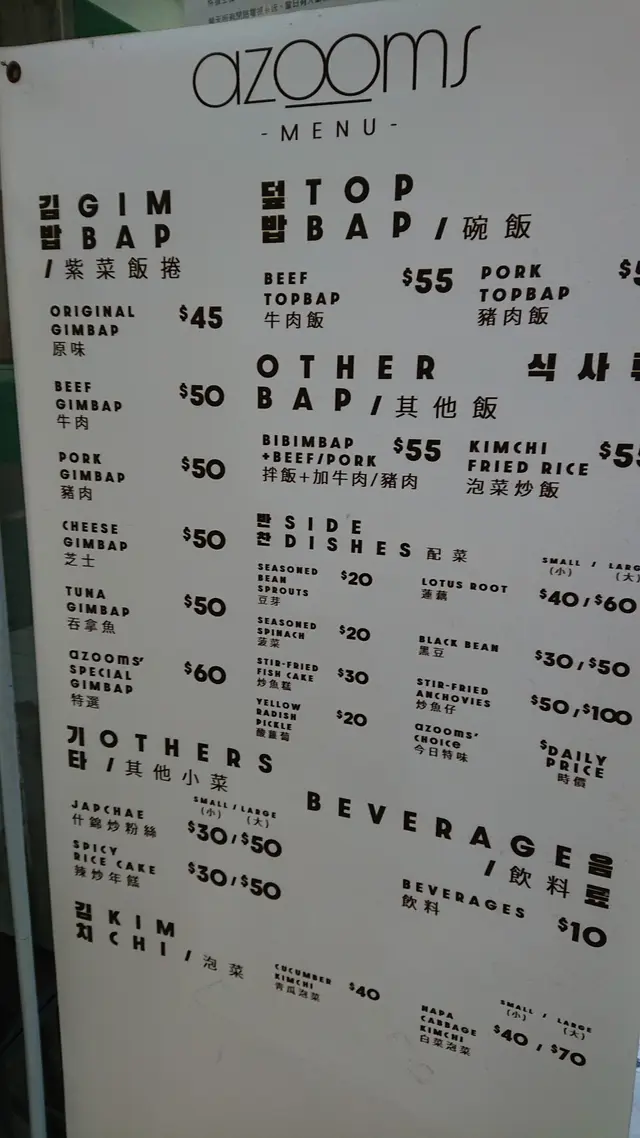 azooms
-MENU-
김 GIM
밥 BAP
/ 紫菜飯捲
ORIGINAL
GIMBAP
原味
$45
BEEF
GIMBAP
牛肉
$50
PORK
GIMBAP
豬肉
$50
CHEESE
GIMBAP
芝士
$50
TUNA
GIMBAP
吞拿魚
$50
azooms'
SPECIAL
GIMBAP
特選
$60
덮 TOP
밥 BAP / 碗飯
BEEF
TOPBAP
牛肉飯
$55
PORK
TOPBAP
豬肉飯
OTHER 식사
BAP / 其他飯
BIBIMBAP
+BEEF/PORK
拌飯+加牛肉/豬肉
$55
KIMCHI
FRIED RICE
泡菜炒飯
반 SIDE
찬 DISHES 配菜
SEASONED
BEAN
SPROUTS
豆芽
$20
SEASONED
SPINACH
菠菜
$20
STIR-FRIED
FISH CAKE
炒魚糕
$30
YELLOW
RADISH
PICKLE
酸蘿蔔
$20
SMALL / LARG
(小) (大)
LOTUS ROOT
蓮藕
$40/$60
BLACK BEAN
黑豆
$30/$50
STIR-FRIED
ANCHOVIES
炒魚仔
$50/$100
azooms'
CHOICE
今日特味
$DAILY
PRICE
時價
기 OTHERS
타 / 其他小菜
SMALL / LARGE
(小) (大)
JAPCHAE
什錦炒粉絲
$30/$50
SPICY
RICE CAKE
辣炒年糕
$30/$50
BEVERAGE 음
/ 飲料 료
BEVERAGES
飲料
$10
김 KIM
치 CHI / 泡菜
CUCUMBER
KIMCHI
青瓜泡菜
$40
SMALL / LARGE
(小) (大)
NAPA
CABBAGE
KIMCHI
白菜泡菜
$40 / $70